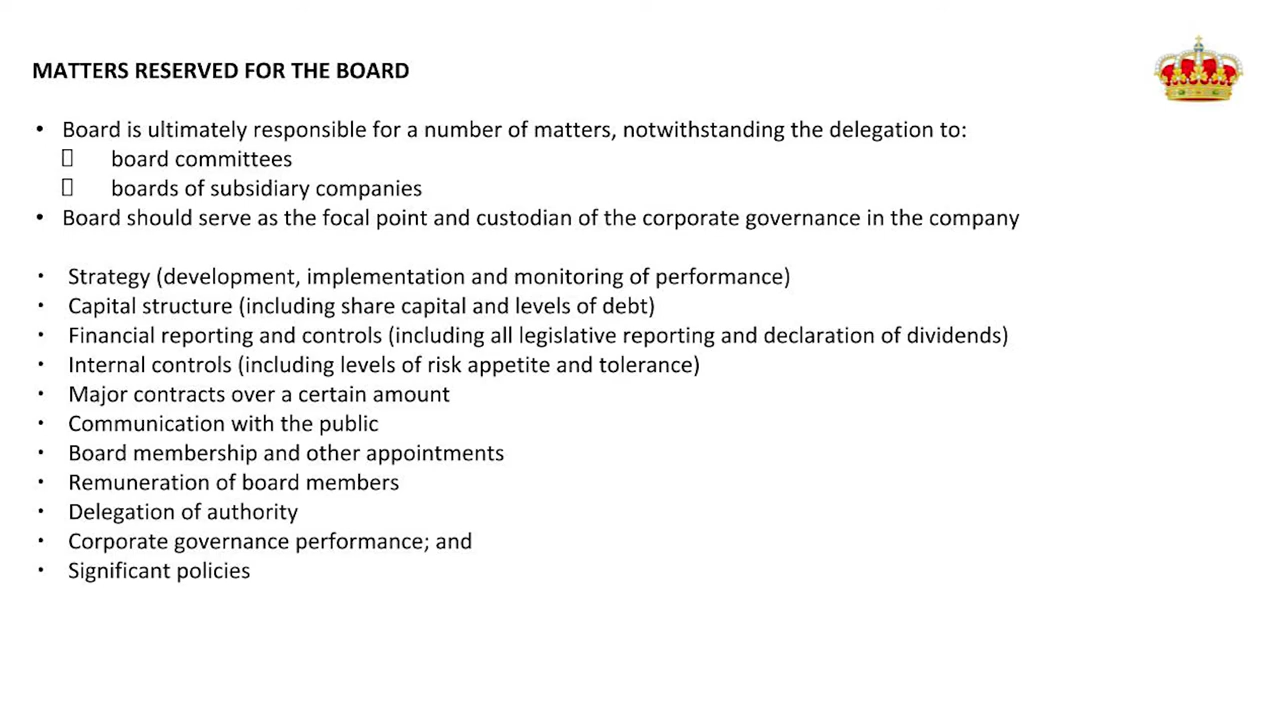 MATTERS RESERVED FOR THE BOARD
• Board is ultimately responsible for a number of matters, notwithstanding the delegation to:
▯ board committees
▯ boards of subsidiary companies
• Board should serve as the focal point and custodian of the corporate governance in the company
• Strategy (development, implementation and monitoring of performance)
• Capital structure (including share capital and levels of debt)
• Financial reporting and controls (including all legislative reporting and declaration of dividends)
• Internal controls (including levels of risk appetite and tolerance)
• Major contracts over a certain amount
• Communication with the public
• Board membership and other appointments
• Remuneration of board members
• Delegation of authority
• Corporate governance performance; and
• Significant policies